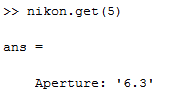 >> nikon.get(5)
ans =
Aperture: '6.3'